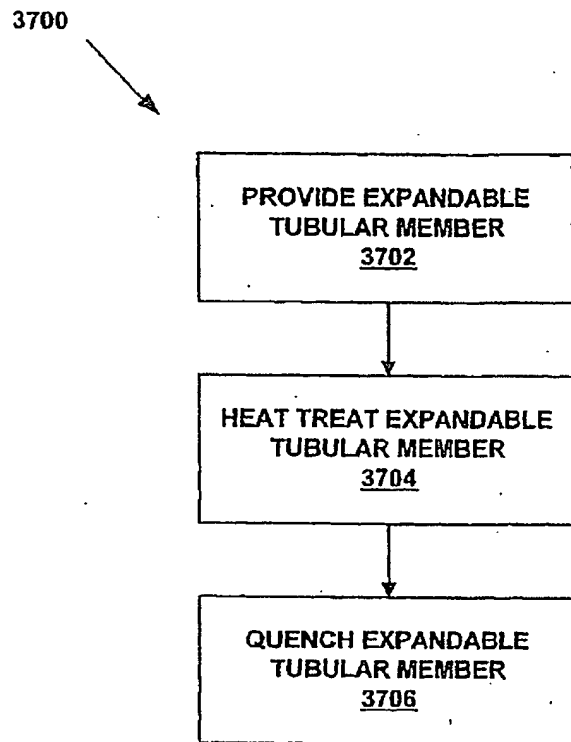 3700
PROVIDE EXPANDABLE
TUBULAR MEMBER
3702
HEAT TREAT EXPANDABLE
TUBULAR MEMBER
3704
QUENCH EXPANDABLE
TUBULAR MEMBER
3706